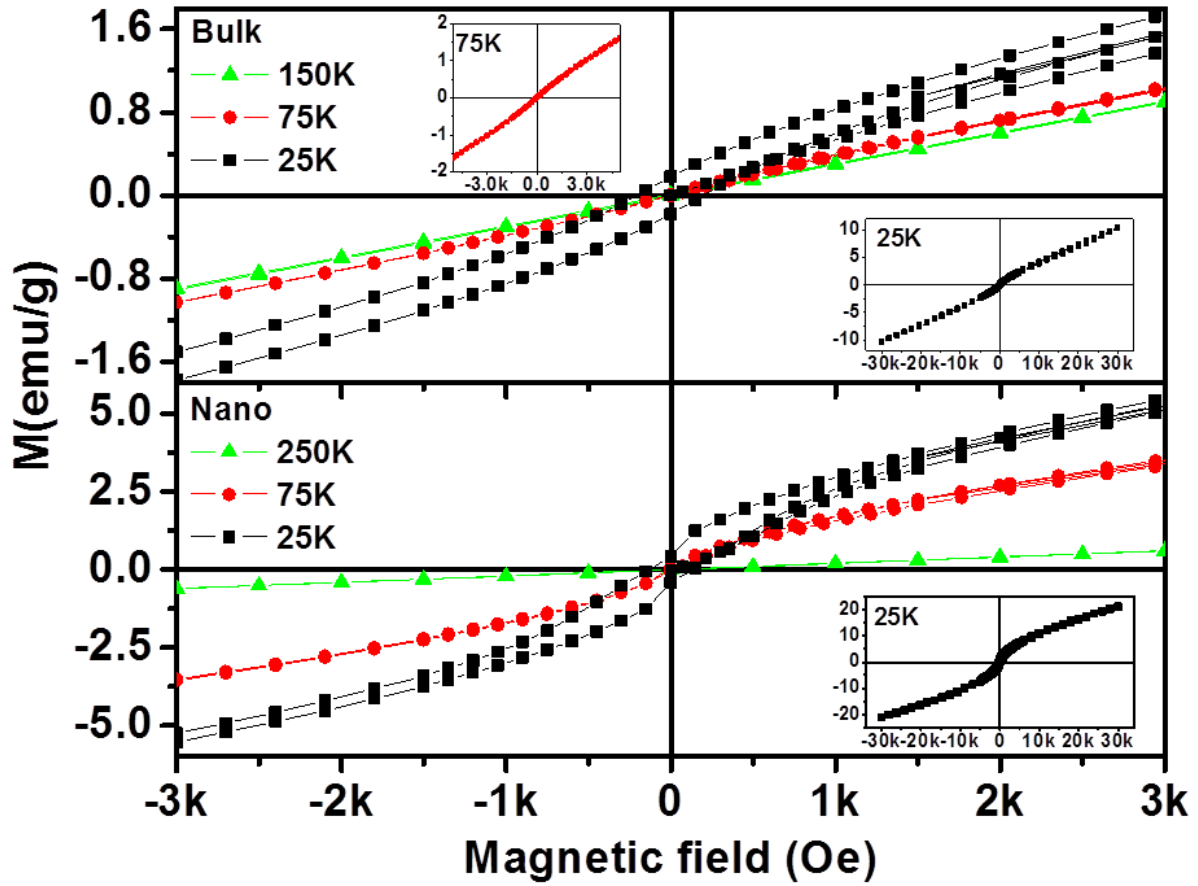 M(emu/g)
1.6
0.8
0.0
-0.8
-1.6
Bulk
150K
75K
25K
75K
2
1
0
-1
-2
-3.0k 0.0 3.0k
25K
10
5
0
-5
-10
-30k -20k -10k 0 10k 20k 30k
5.0
2.5
0.0
-2.5
-5.0
Nano
250K
75K
25K
25K
20
10
0
-10
-20
-30k -20k -10k 0 10k 20k 30k
-3k -2k -1k 0 1k 2k 3k
Magnetic field (Oe)